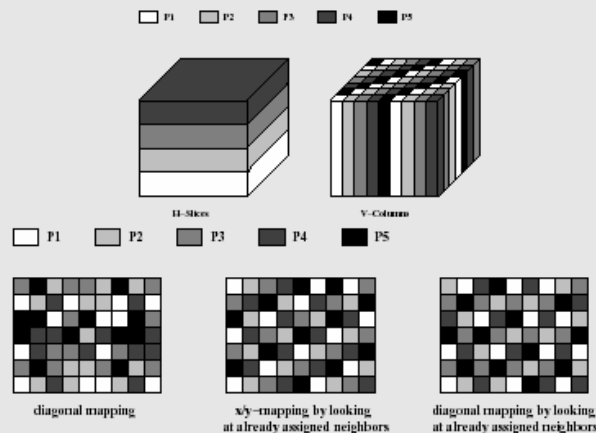 P1 P2 P3 P4 P5
H-Slices V-Columns
P1 P2 P3 P4 P5
diagonal mapping
x/y-mapping by looking
at already assigned neighbors
diagonal mapping by looking
at already assigned neighbors